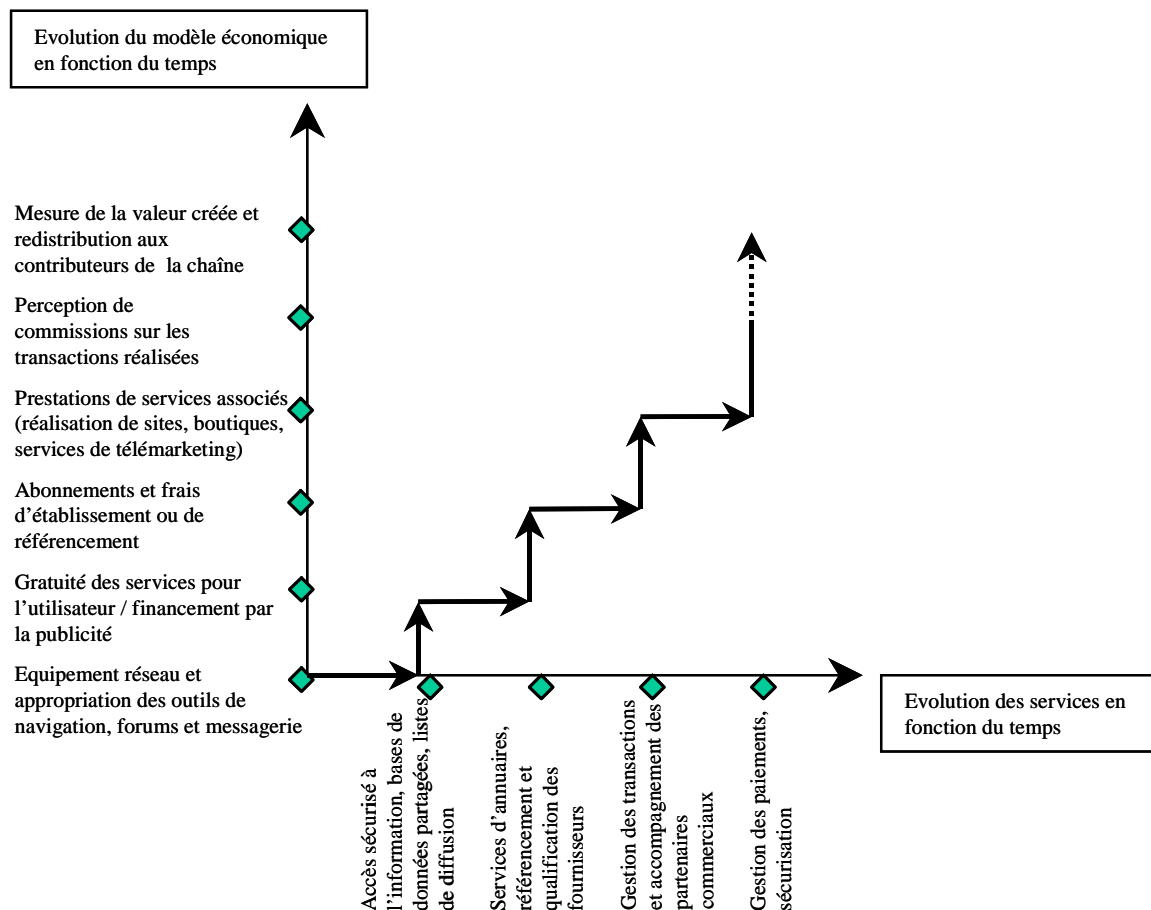 Evolution du modèle économique
en fonction du temps
Mesure de la valeur créée et
redistribution aux
contributeurs de la chaîne
Perception de
commissions sur les
transactions réalisées
Prestations de services associés
(réalisation de sites, boutiques,
services de télémarketing)
Abonnements et frais
d’établissement ou de
référencement
Gratuité des services pour
l’utilisateur / financement par
la publicité
Equipement réseau et
appropriation des outils de
navigation, forums et messagerie
Evolution des services en
fonction du temps
Accès sécurisé à
l’information, bases de
données partagées, listes
de diffusion
Services d’annuaires,
référencement et
qualification des
fournisseurs
Gestion des transactions
et accompagnement des
partenaires
commerciaux
Gestion des paiements,
sécurisation